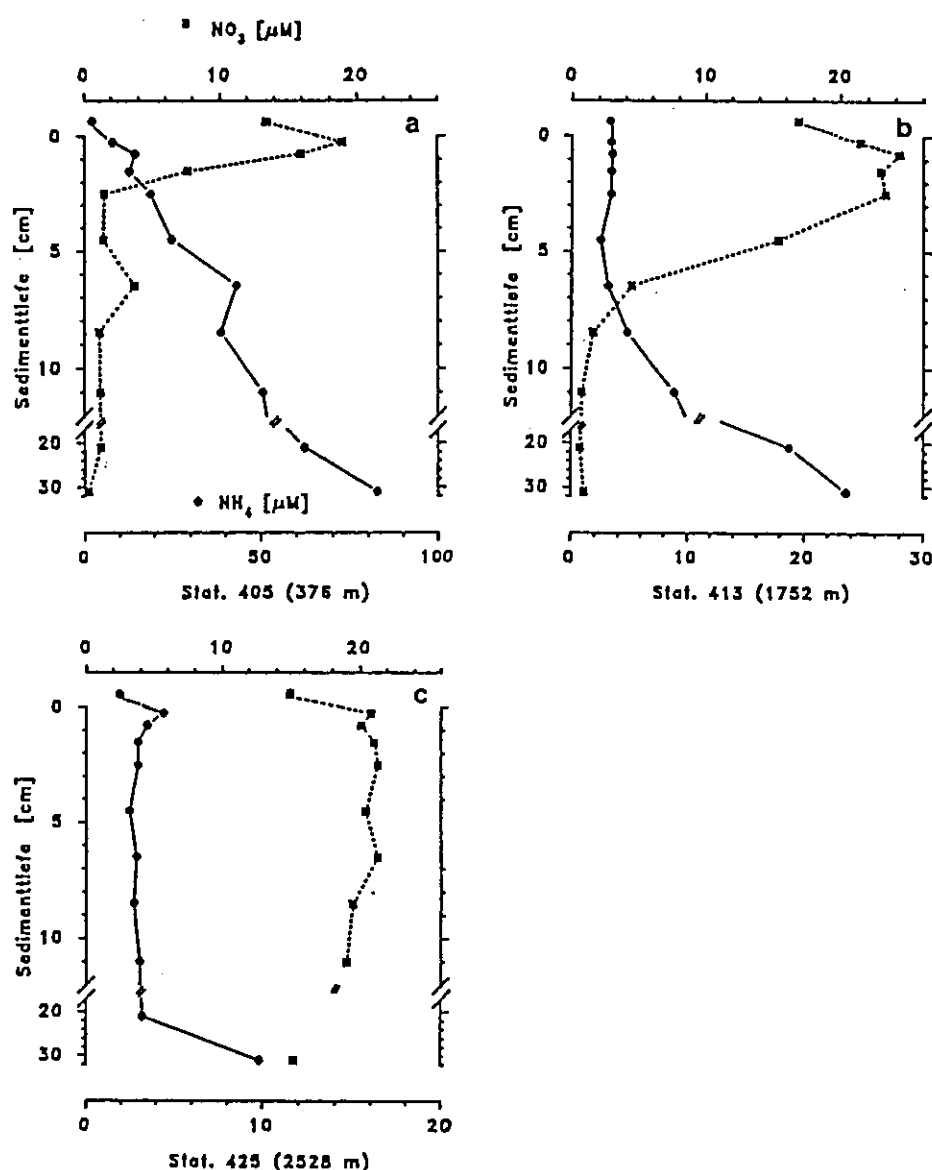 NO3 [µM]
0 10 20
0 10 20
a
b
0
5
10
20
30
Sedimenttiefe [cm]
0
5
10
20
30
Sedimenttiefe [cm]
NH4 [µM]
0 50 100
0 10 20 30
Stat. 405 (376 m)
Stat. 413 (1752 m)
0 10 20
c
0
5
10
20
30
Sedimenttiefe [cm]
0 10 20
Stat. 425 (2528 m)